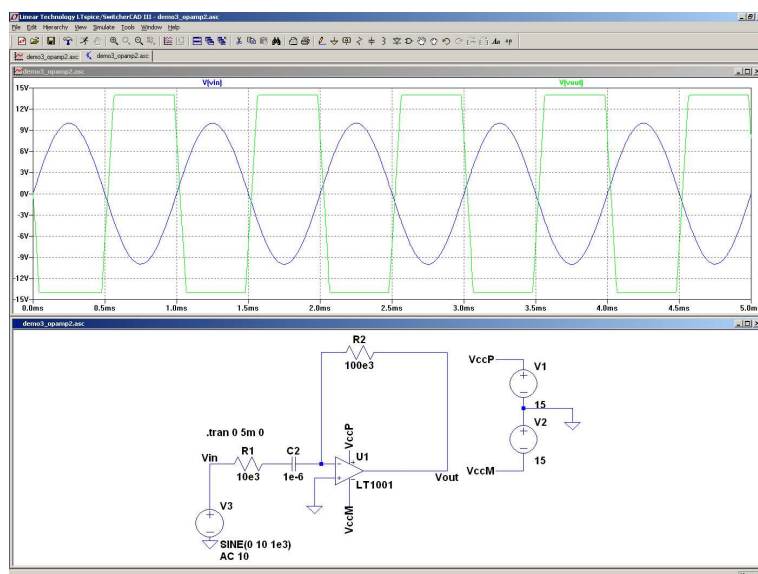 Linear Technology LTspice/SwitcherCAD III - demo3_opamp2.asc
File Edit Hierarchy View Simulate Tools Window Help
demo3_opamp2.asc demo3_opamp2.asc
demo3_opamp2.asc
V(vin) V(vout)
15V
12V
9V
6V
3V
0V
-3V
-6V
-9V
-12V
-15V
0.0ms 0.5ms 1.0ms 1.5ms 2.0ms 2.5ms 3.0ms 3.5ms 4.0ms 4.5ms 5.0m
demo3_opamp2.asc
R2
100e3
VccP
V1
15
V2
15
VccM
.tran 0 5m 0
Vin
R1
10e3
C2
1e-6
VccP
U1
LT1001
VccM
Vout
V3
SINE(0 10 1e3)
AC 10